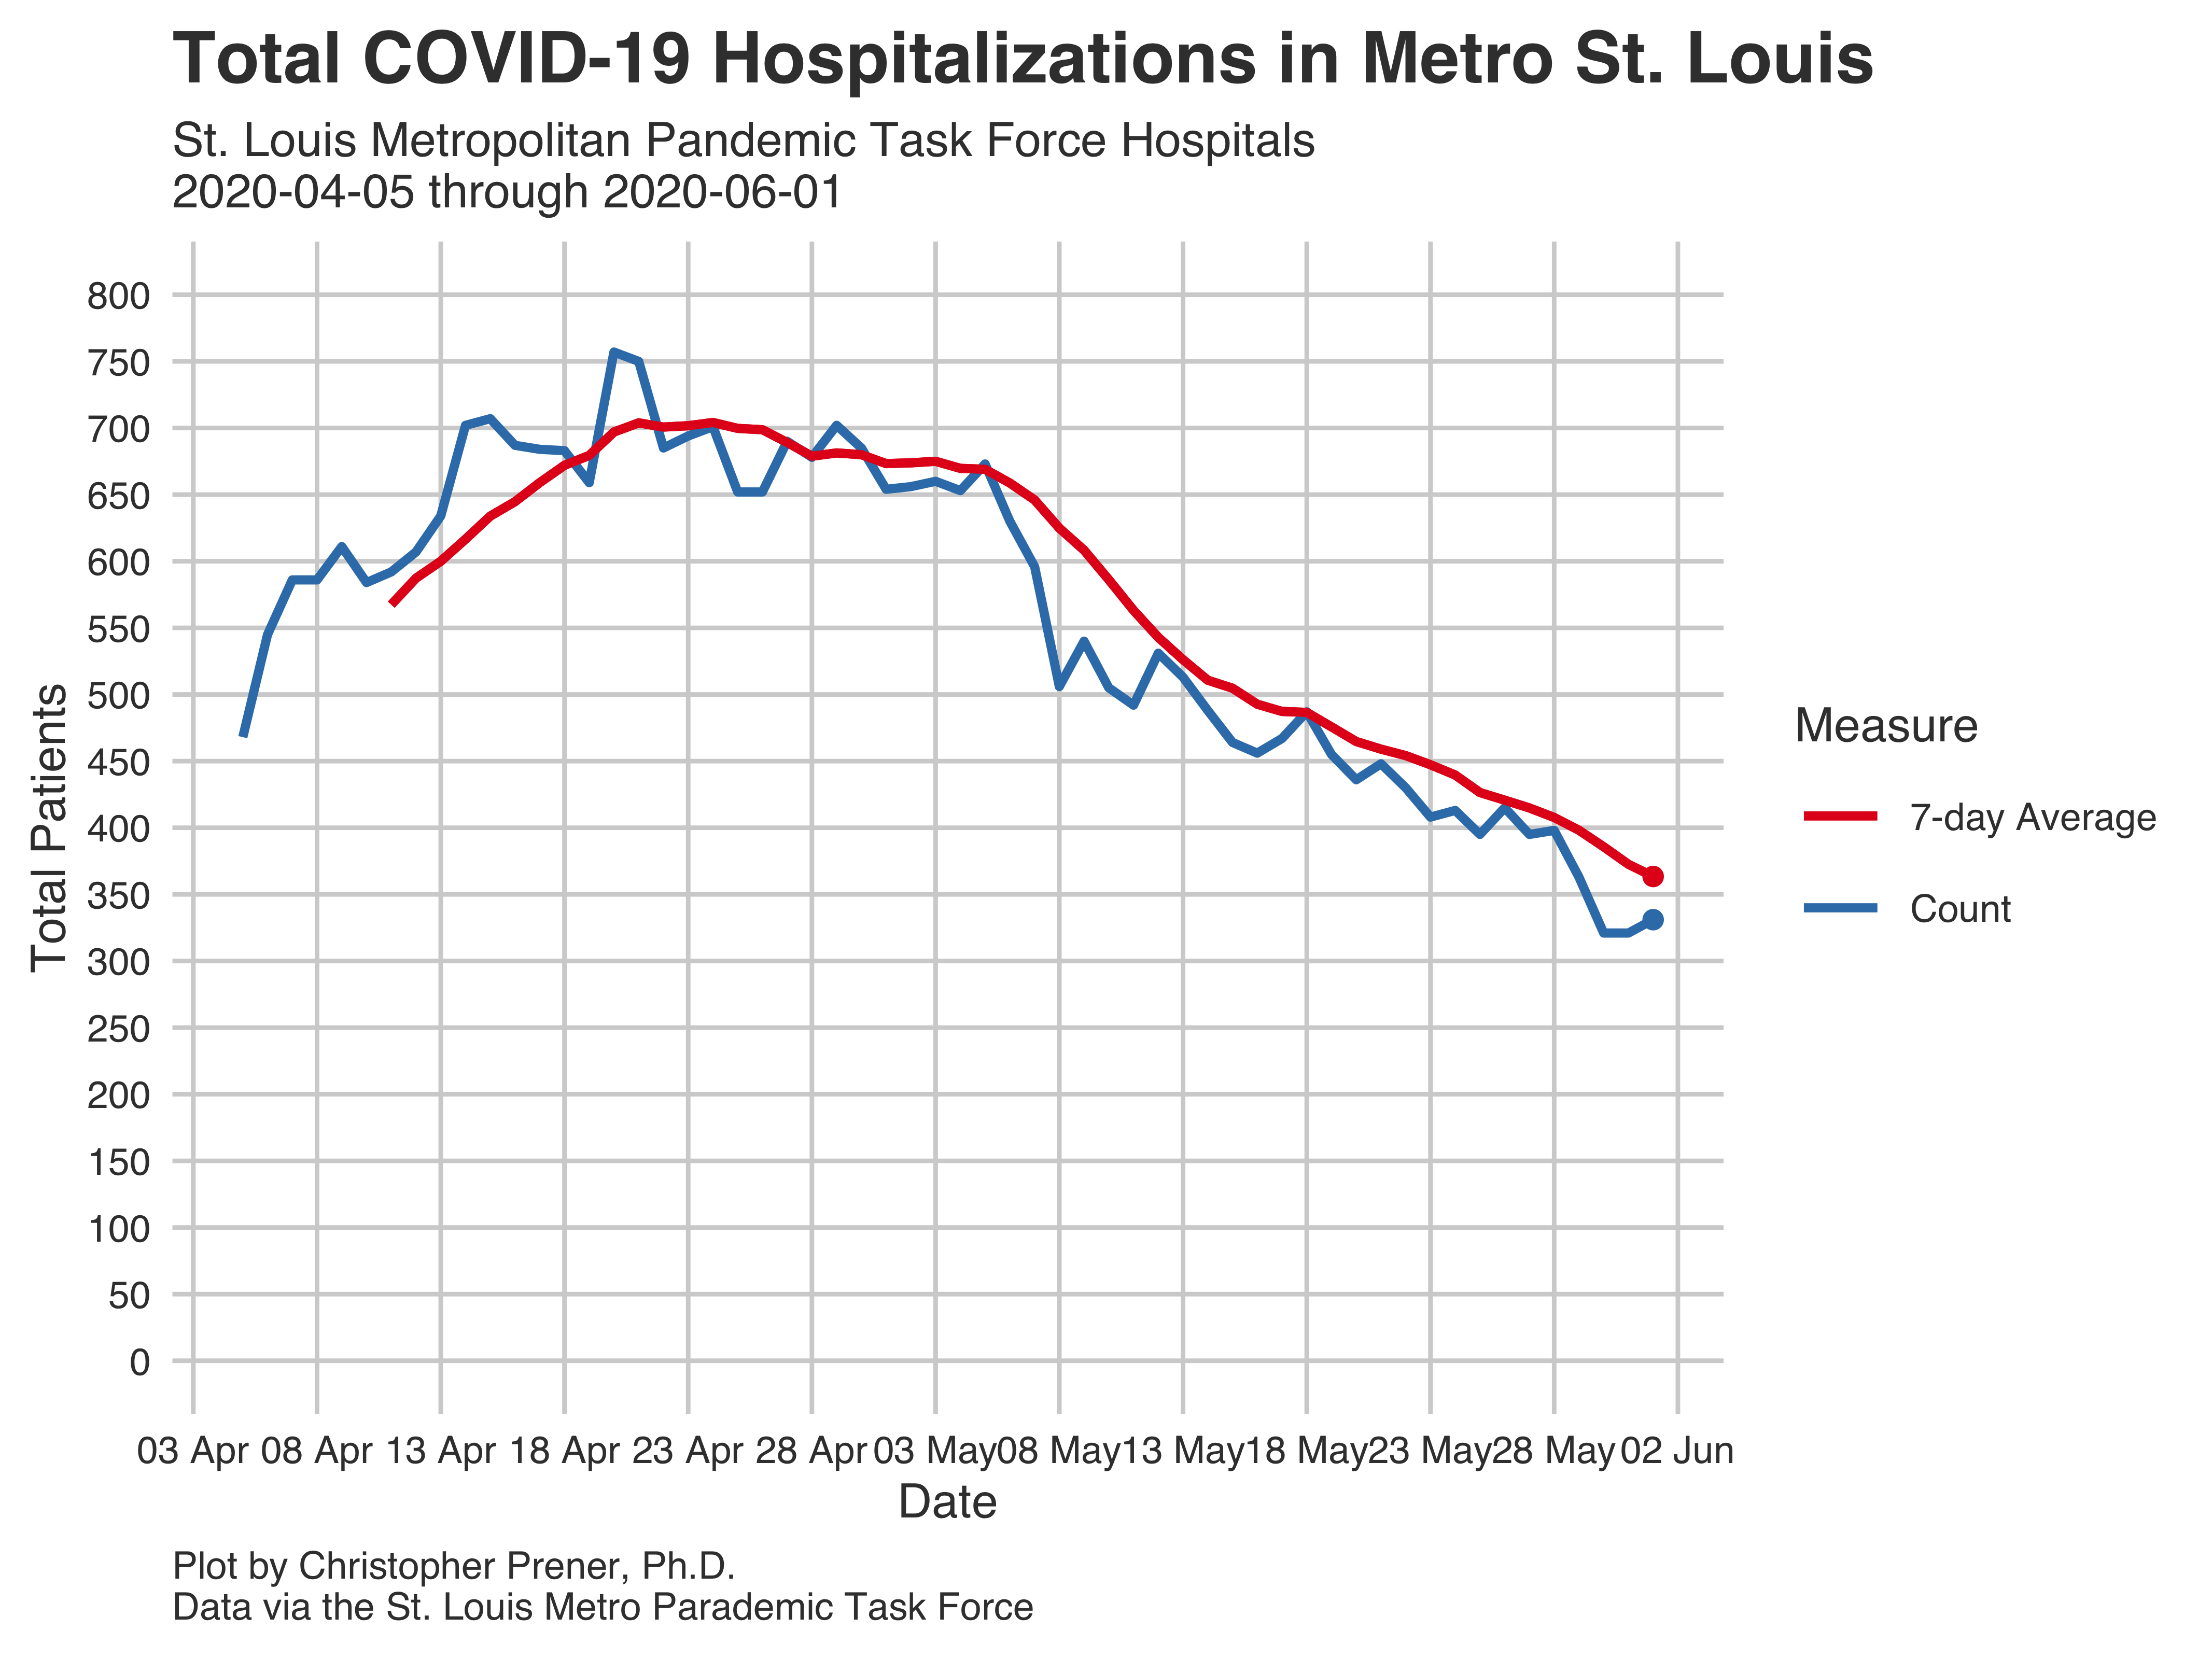 Total COVID-19 Hospitalizations in Metro St. Louis
St. Louis Metropolitan Pandemic Task Force Hospitals
2020-04-05 through 2020-06-01
800
750
700
650
600
550
500
450
400
350
300
250
200
150
100
50
0
Total Patients
03 Apr 08 Apr 13 Apr 18 Apr 23 Apr 28 Apr 03 May 08 May 13 May 18 May 23 May 28 May 02 Jun
Date
Measure
7-day Average
Count
Plot by Christopher Prener, Ph.D.
Data via the St. Louis Metro Parademic Task Force